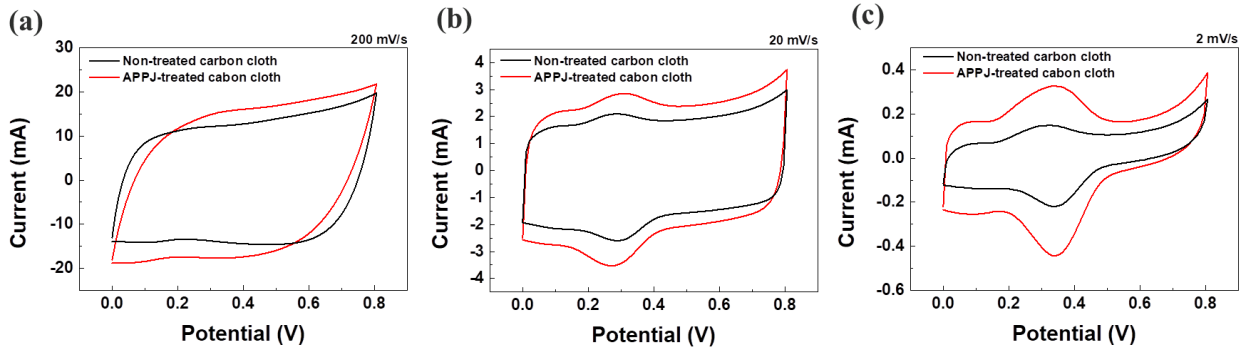 (a)
200 mV/s
Non-treated carbon cloth
APPJ-treated cabon cloth
30
20
10
0
-10
-20
Current (mA)
0.0 0.2 0.4 0.6 0.8
Potential (V)
(b)
20 mV/s
Non-treated carbon cloth
APPJ-treated cabon cloth
4
3
2
1
0
-1
-2
-3
-4
Current (mA)
0.0 0.2 0.4 0.6 0.8
Potential (V)
(c)
2 mV/s
Non-treated carbon cloth
APPJ-treated cabon cloth
0.4
0.2
0.0
-0.2
-0.4
-0.6
Current (mA)
0.0 0.2 0.4 0.6 0.8
Potential (V)